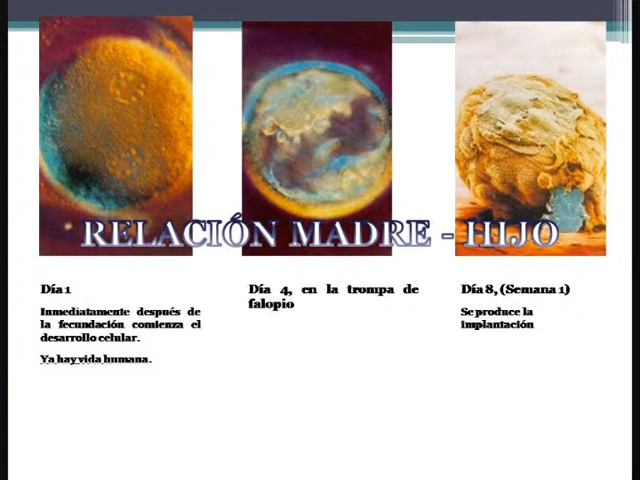 RELACIÓN MADRE - HIJO
Día 1
Inmediatamente después de
la fecundación comienza el
desarrollo celular.
Ya hay vida humana.
Día 4, en la trompa de
falopio
Día 8, (Semana 1)
Se produce la
implantación